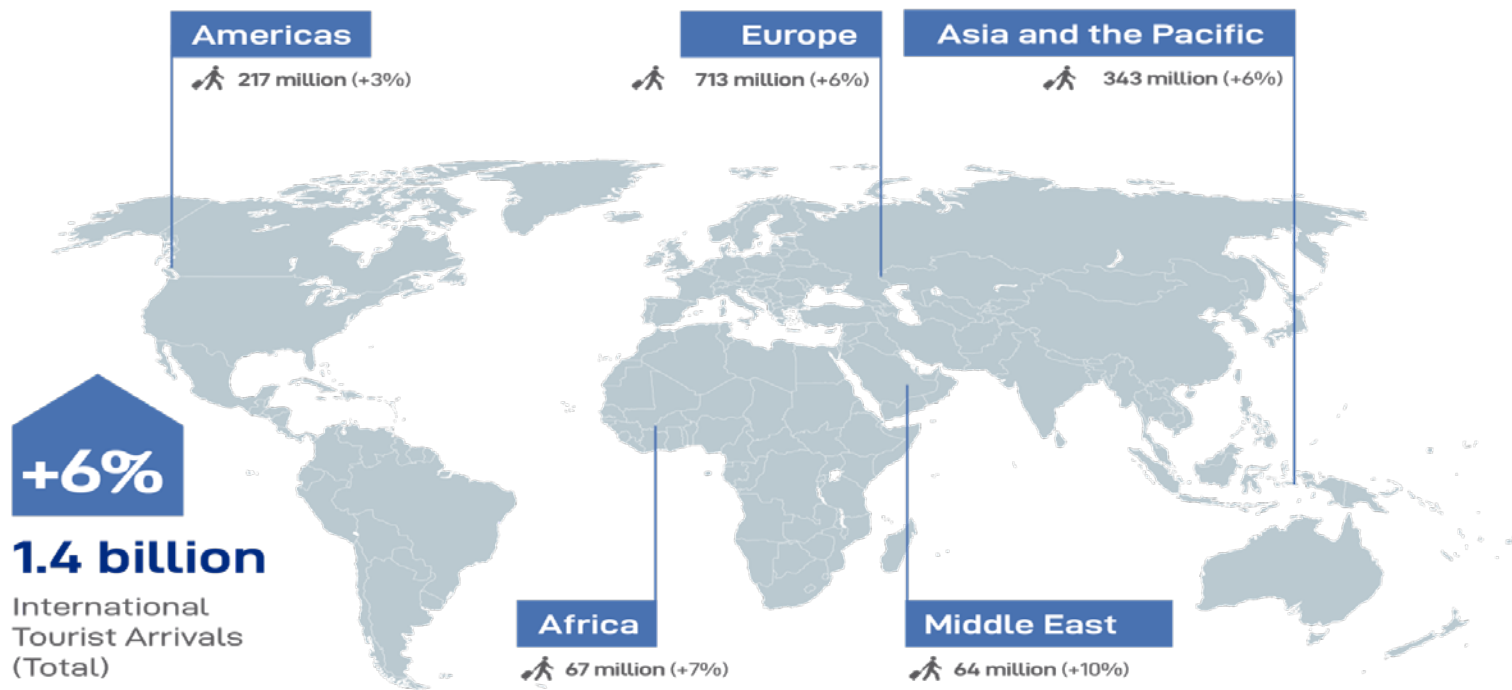 Americas
217 million (+3%)
Europe
713 million (+6%)
Asia and the Pacific
343 million (+6%)
+6%
1.4 billion
International
Tourist Arrivals
(Total)
Africa
67 million (+7%)
Middle East
64 million (+10%)